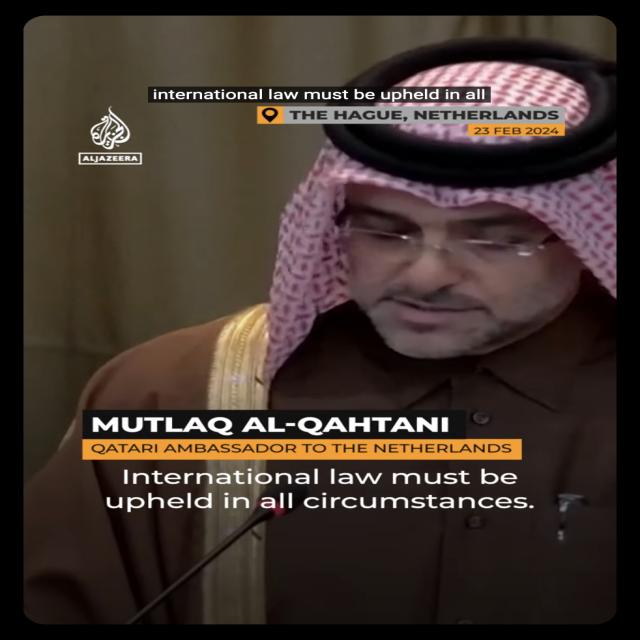 international law must be upheld in all
THE HAGUE, NETHERLANDS
23 FEB 2024
الجزيرة
ALJAZEERA
MUTLAQ AL-QAHTANI
QATARI AMBASSADOR TO THE NETHERLANDS
International law must be
upheld in all circumstances.